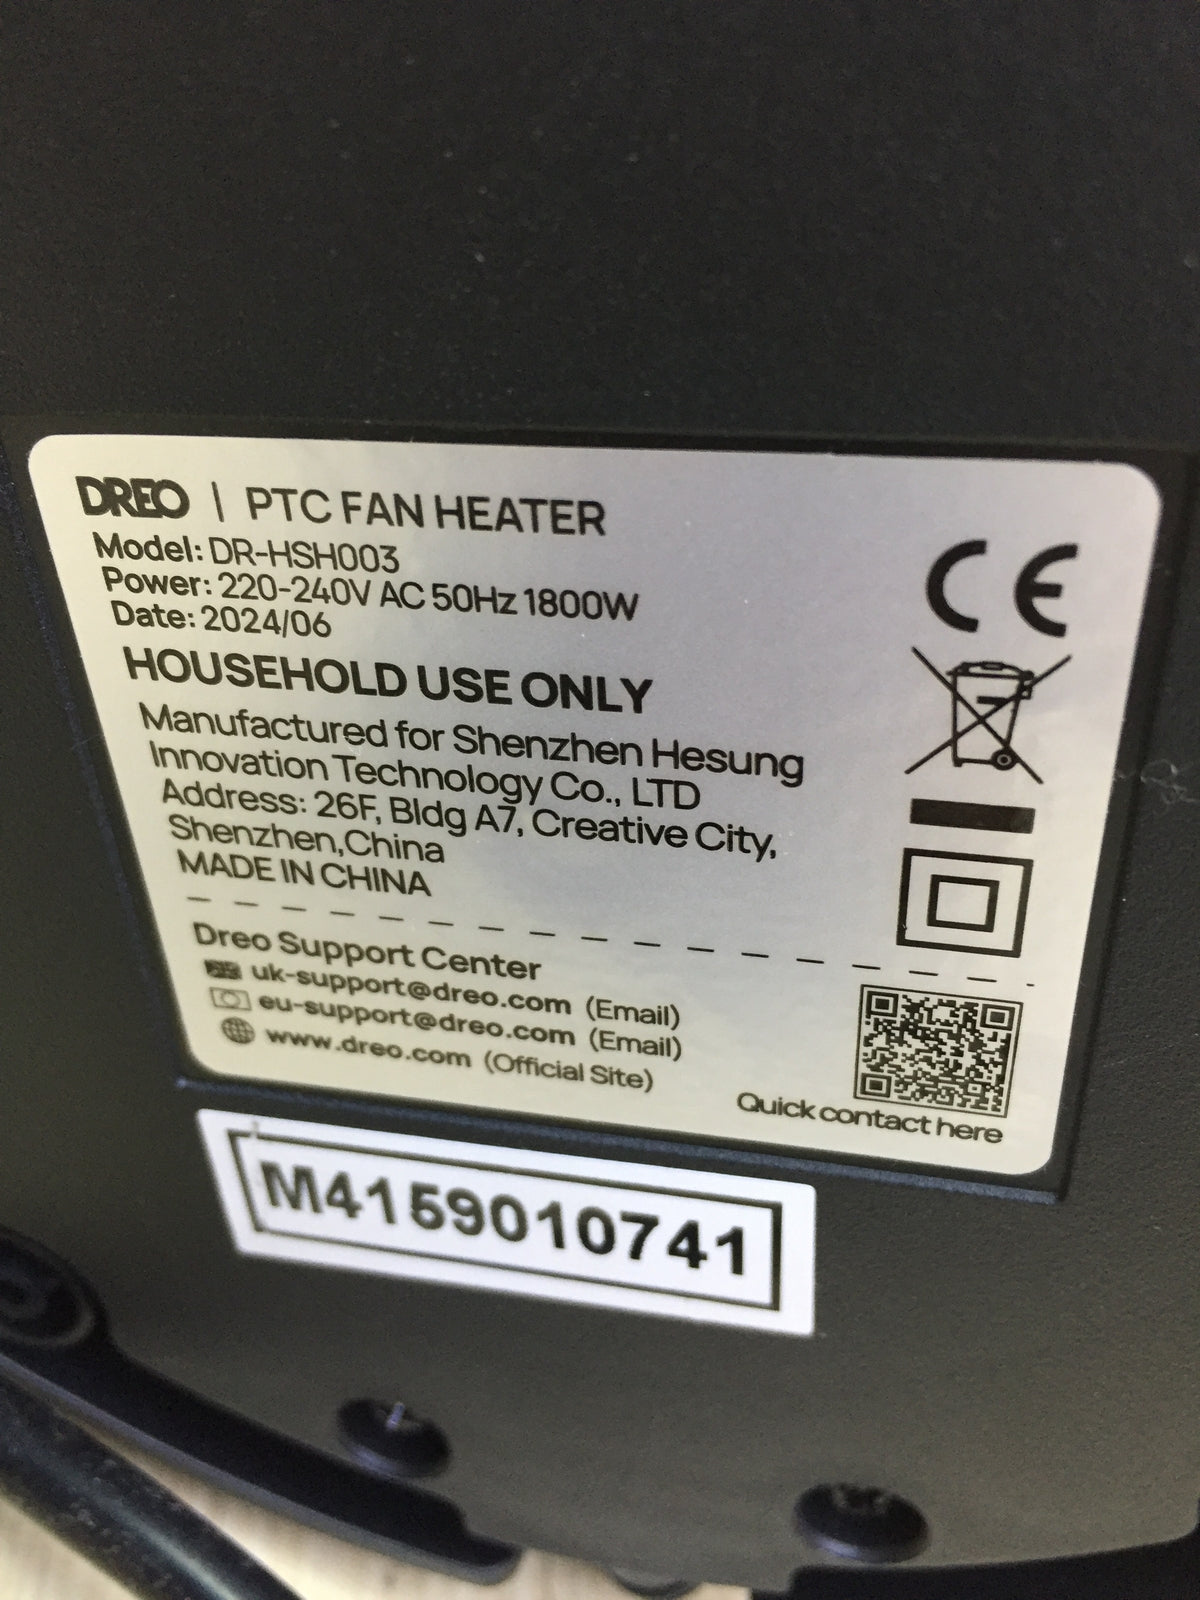 DREO | PTC FAN HEATER
Model: DR-HSH003
Power: 220-240V AC 50Hz 1800W
Date: 2024/06
HOUSEHOLD USE ONLY
Manufactured for Shenzhen Hesung
Innovation Technology Co., LTD
Address: 26F, Bldg A7, Creative City,
Shenzhen,China
MADE IN CHINA
CE
Dreo Support Center
uk-support@dreo.com (Email)
eu-support@dreo.com (Email)
www.dreo.com (Official Site)
Quick contact here
M4159010741